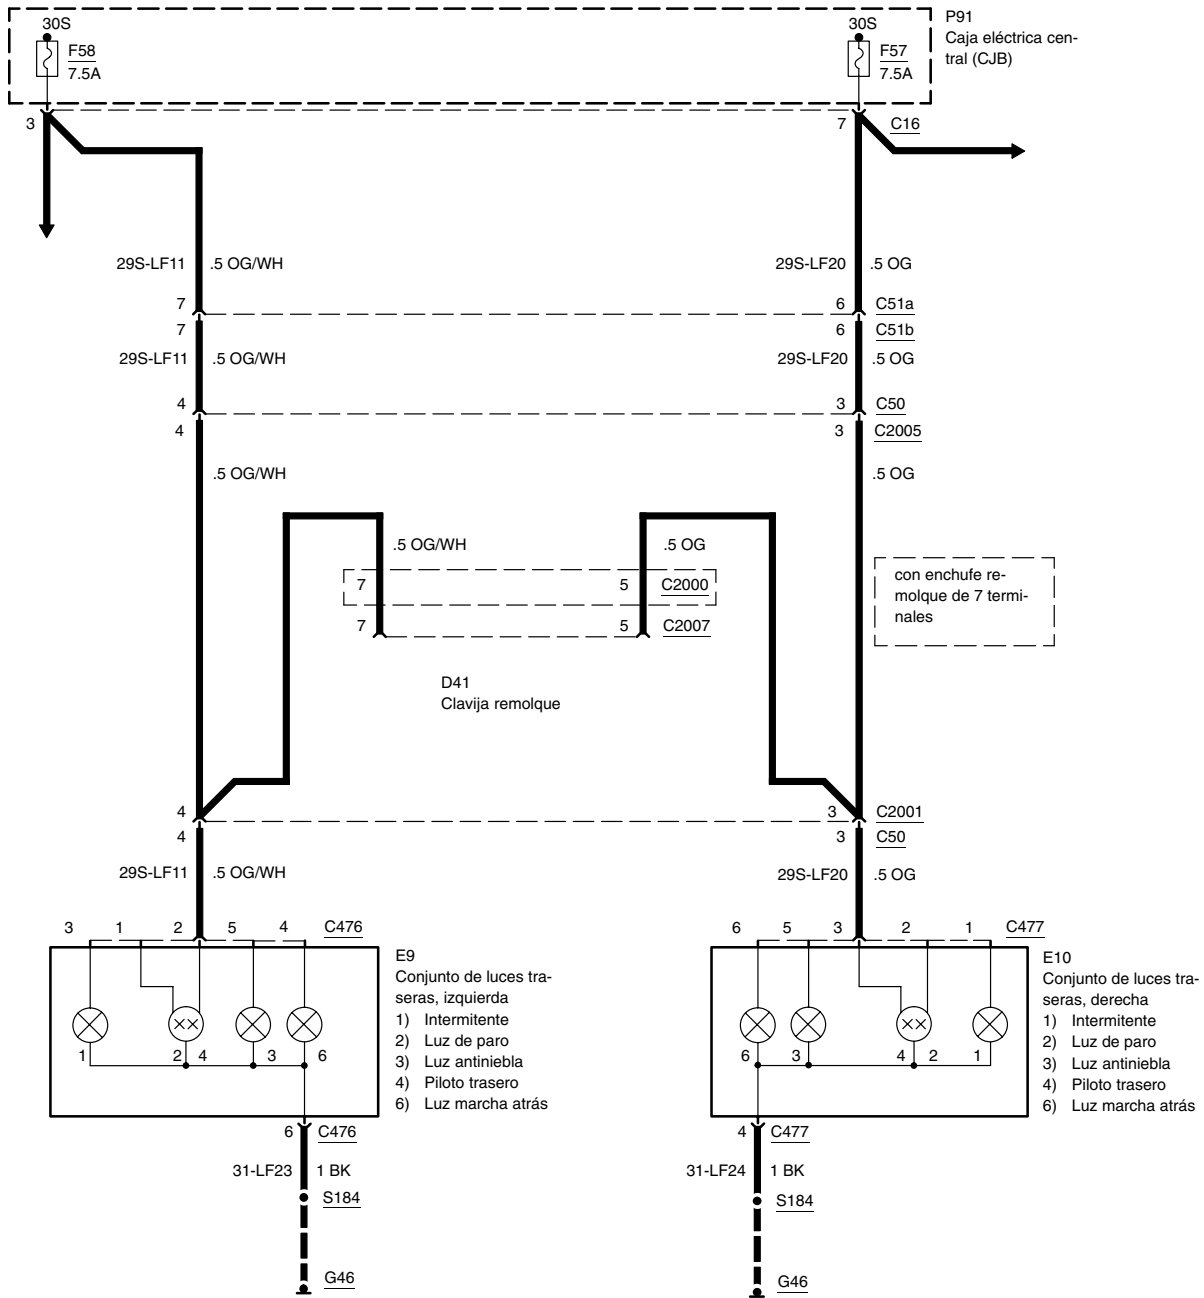 30S
30S
P91
Caja eléctrica cen-
tral (CJB)
F58
7.5A
F57
7.5A
3
7
C16
29S-LF11
.5 OG/WH
29S-LF20
.5 OG
7
6
C51a
7
6
C51b
29S-LF11
.5 OG/WH
29S-LF20
.5 OG
4
3
C50
4
3
C2005
.5 OG/WH
.5 OG
.5 OG/WH
.5 OG
7
5
C2000
con enchufe re-
molque de 7 termi-
nales
7
5
C2007
D41
Clavija remolque
4
3
C2001
4
3
C50
29S-LF11
.5 OG/WH
29S-LF20
.5 OG
3
1
2
5
4
C476
6
5
3
2
1
C477
E9
Conjunto de luces tra-
seras, izquierda
1) Intermitente
2) Luz de paro
3) Luz antiniebla
4) Piloto trasero
6) Luz marcha atrás
E10
Conjunto de luces tra-
seras, derecha
1) Intermitente
2) Luz de paro
3) Luz antiniebla
4) Piloto trasero
6) Luz marcha atrás
1
2
4
3
6
6
3
4
2
1
6
C476
4
C477
31-LF23
1 BK
31-LF24
1 BK
S184
S184
G46
G46